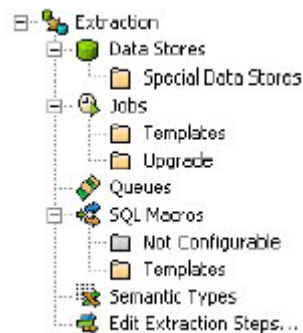 Extraction
Data Stores
Special Data Stores
Jobs
Templates
Upgrade
Queues
SQL Macros
Not Configurable
Templates
Semantic Types
Edit Extraction Steps...